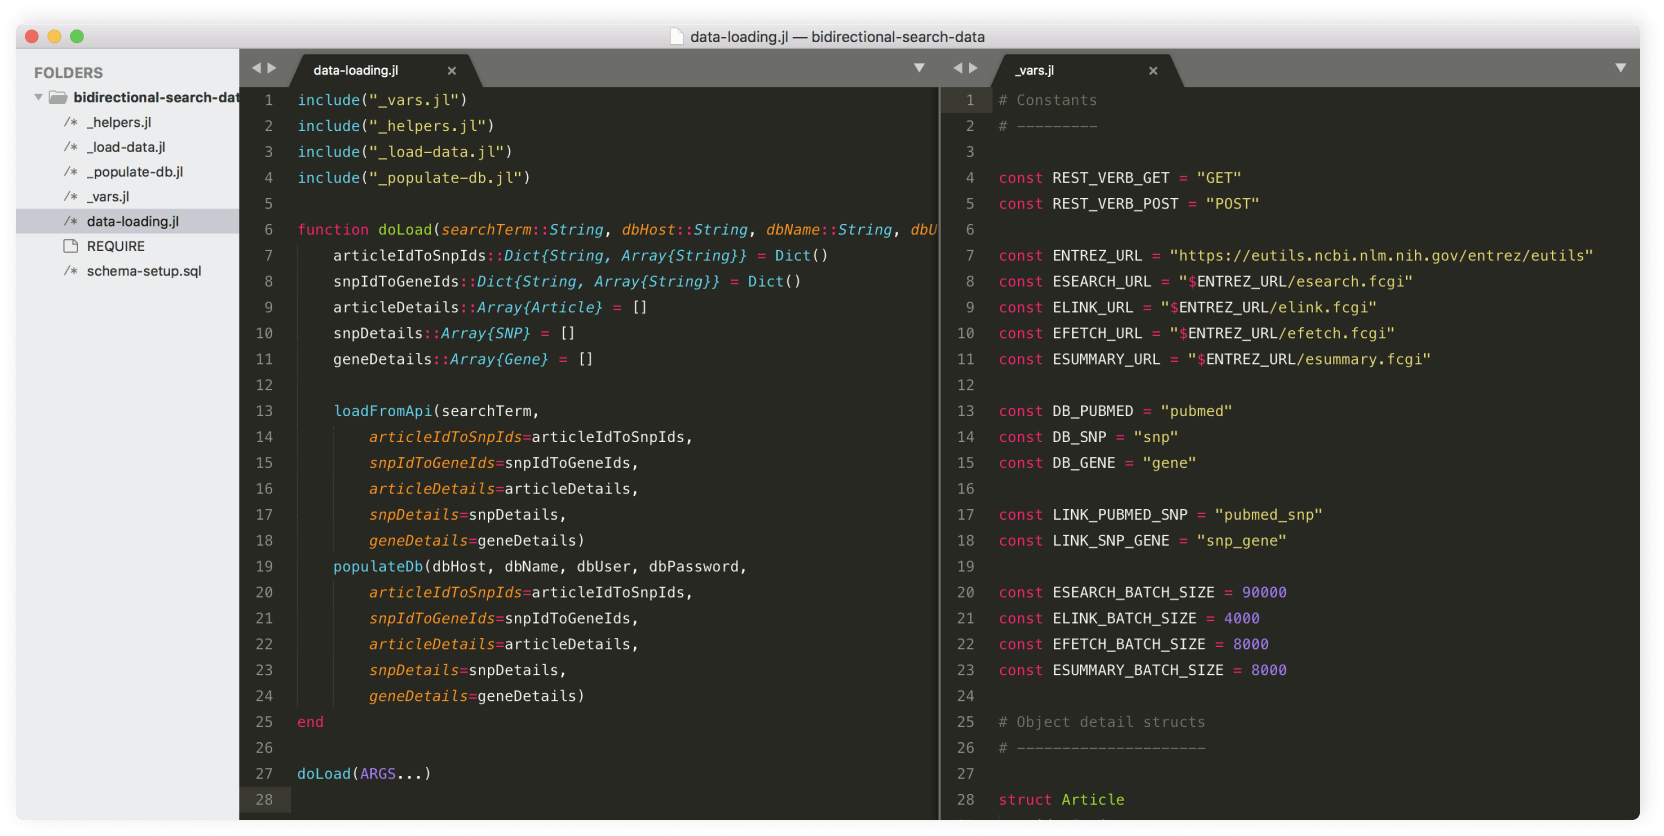 data-loading.jl — bidirectional-search-data
FOLDERS
bidirectional-search-dat
/* _helpers.jl
/* _load-data.jl
/* _populate-db.jl
/* _vars.jl
/* data-loading.jl
REQUIRE
/* schema-setup.sql
data-loading.jl ×
1 include("_vars.jl")
2 include("_helpers.jl")
3 include("_load-data.jl")
4 include("_populate-db.jl")
5
6 function doLoad(searchTerm::String, dbHost::String, dbName::String, dbU
7 articleIdToSnpIds::Dict{String, Array{String}} = Dict()
8 snpIdToGeneIds::Dict{String, Array{String}} = Dict()
9 articleDetails::Array{Article} = []
10 snpDetails::Array{SNP} = []
11 geneDetails::Array{Gene} = []
12
13 loadFromApi(searchTerm,
14 articleIdToSnpIds=articleIdToSnpIds,
15 snpIdToGeneIds=snpIdToGeneIds,
16 articleDetails=articleDetails,
17 snpDetails=snpDetails,
18 geneDetails=geneDetails)
19 populateDb(dbHost, dbName, dbUser, dbPassword,
20 articleIdToSnpIds=articleIdToSnpIds,
21 snpIdToGeneIds=snpIdToGeneIds,
22 articleDetails=articleDetails,
23 snpDetails=snpDetails,
24 geneDetails=geneDetails)
25 end
26
27 doLoad(ARGS...)
28
_vars.jl ×
1 # Constants
2 # ---------
3
4 const REST_VERB_GET = "GET"
5 const REST_VERB_POST = "POST"
6
7 const ENTREZ_URL = "https://eutils.ncbi.nlm.nih.gov/entrez/eutils"
8 const ESEARCH_URL = "$ENTREZ_URL/esearch.fcgi"
9 const ELINK_URL = "$ENTREZ_URL/elink.fcgi"
10 const EFETCH_URL = "$ENTREZ_URL/efetch.fcgi"
11 const ESUMMARY_URL = "$ENTREZ_URL/esummary.fcgi"
12
13 const DB_PUBMED = "pubmed"
14 const DB_SNP = "snp"
15 const DB_GENE = "gene"
16
17 const LINK_PUBMED_SNP = "pubmed_snp"
18 const LINK_SNP_GENE = "snp_gene"
19
20 const ESEARCH_BATCH_SIZE = 90000
21 const ELINK_BATCH_SIZE = 4000
22 const EFETCH_BATCH_SIZE = 8000
23 const ESUMMARY_BATCH_SIZE = 8000
24
25 # Object detail structs
26 # ---------------------
27
28 struct Article